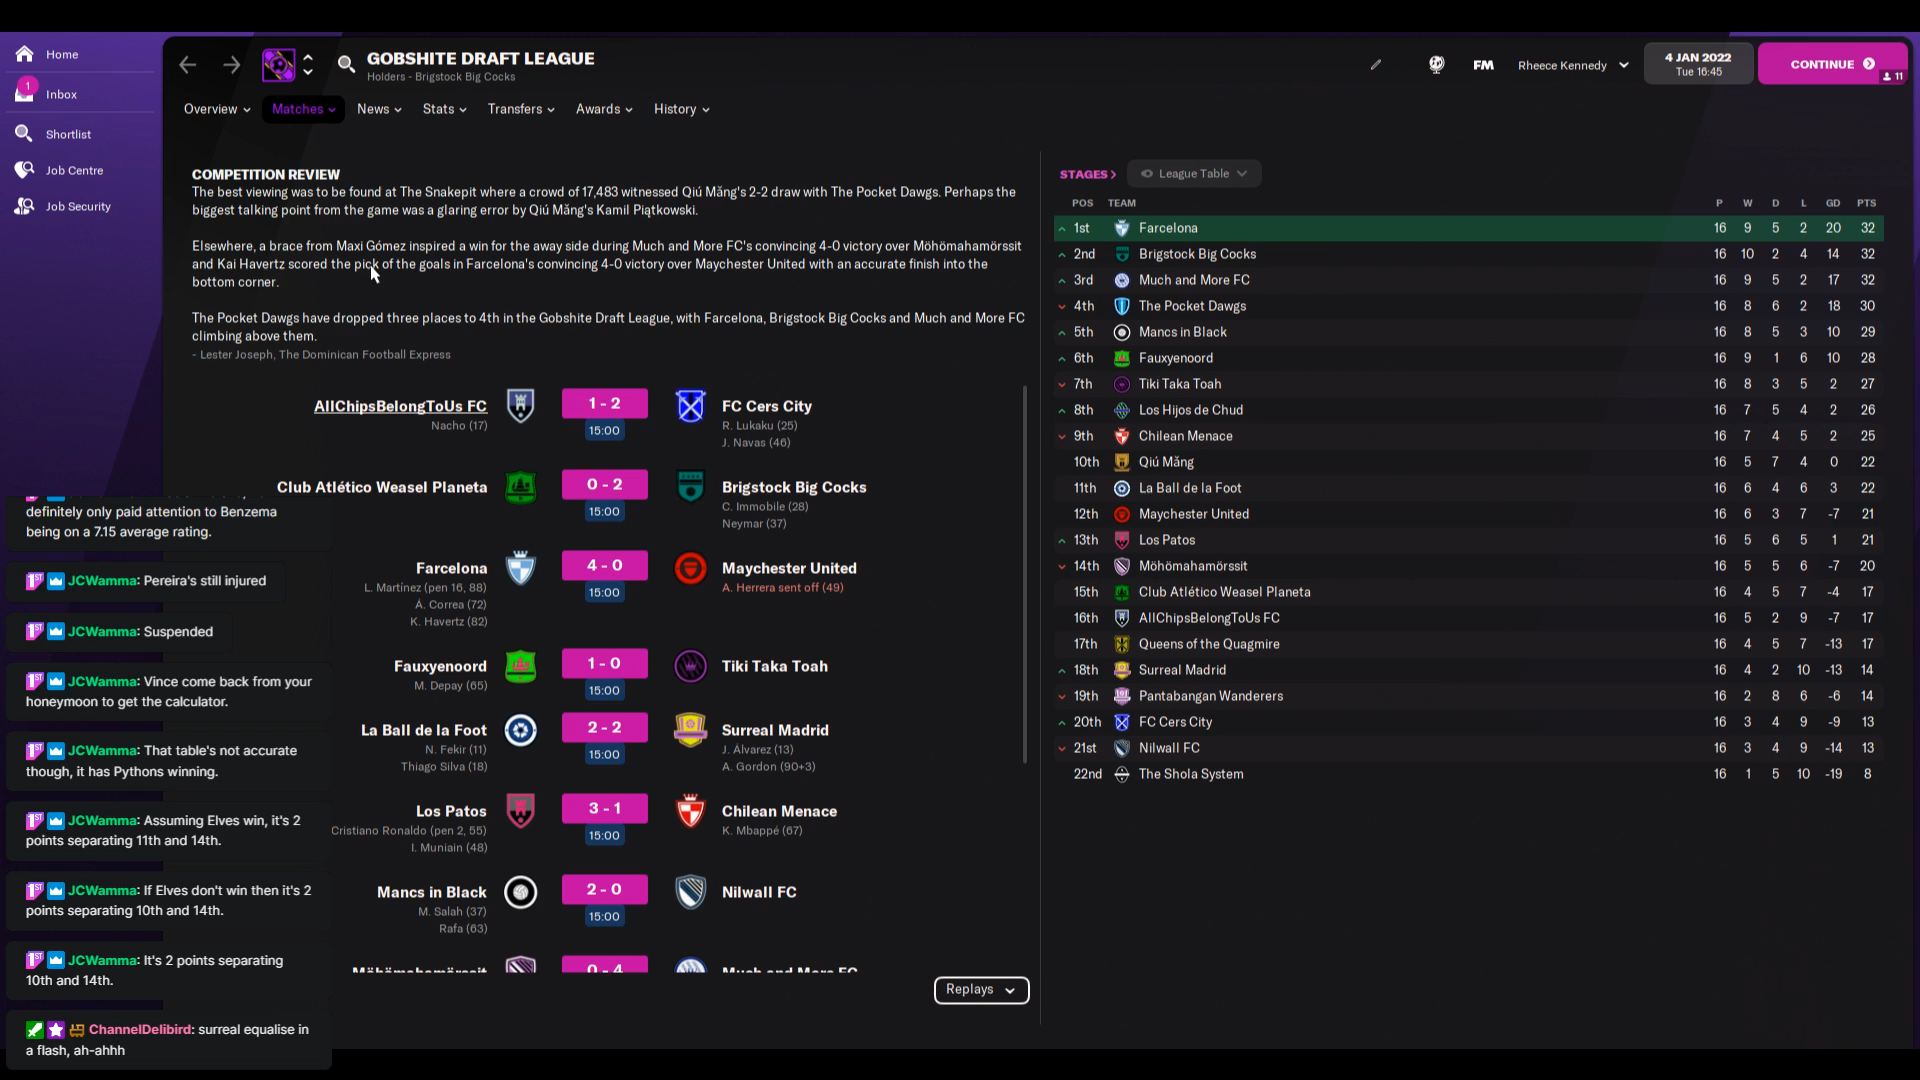 Home
1
Inbox
Shortlist
Job Centre
Job Security
GOBSHITE DRAFT LEAGUE
Holders - Brigstock Big Cocks
FM
Rheece Kennedy
4 JAN 2022
Tue 16:45
CONTINUE
11
Overview
Matches
News
Stats
Transfers
Awards
History
COMPETITION REVIEW
The best viewing was to be found at The Snakepit where a crowd of 17,483 witnessed Qiú Mǎng's 2-2 draw with The Pocket Dawgs. Perhaps the
biggest talking point from the game was a glaring error by Qiú Mǎng's Kamil Piątkowski.
Elsewhere, a brace from Maxi Gómez inspired a win for the away side during Much and More FC's convincing 4-0 victory over Möhömahamörssit
and Kai Havertz scored the pick of the goals in Farcelona's convincing 4-0 victory over Maychester United with an accurate finish into the
bottom corner.
The Pocket Dawgs have dropped three places to 4th in the Gobshite Draft League, with Farcelona, Brigstock Big Cocks and Much and More FC
climbing above them.
- Lester Joseph, The Dominican Football Express
AllChipsBelongToUs FC 1 - 2 FC Cers City
Nacho (17) 15:00 R. Lukaku (25)
J. Navas (46)
Club Atlético Weasel Planeta 0 - 2 Brigstock Big Cocks
15:00 C. Immobile (28)
Neymar (37)
Farcelona 4 - 0 Maychester United
L. Martínez (pen 16, 88) 15:00 A. Herrera sent off (49)
Á. Correa (72)
K. Havertz (82)
Fauxyenoord 1 - 0 Tiki Taka Toah
M. Depay (65) 15:00
La Ball de la Foot 2 - 2 Surreal Madrid
N. Fekir (11) 15:00 J. Álvarez (13)
Thiago Silva (18) A. Gordon (90+3)
Los Patos 3 - 1 Chilean Menace
Cristiano Ronaldo (pen 2, 55) 15:00 K. Mbappé (67)
I. Muniain (48)
Mancs in Black 2 - 0 Nilwall FC
M. Salah (37) 15:00
Rafa (63)
Möhömahamörssit 0 - 4 Much and More FC
Replays
STAGES
League Table
POS TEAM P W D L GD PTS
1st Farcelona 16 9 5 2 20 32
2nd Brigstock Big Cocks 16 10 2 4 14 32
3rd Much and More FC 16 9 5 2 17 32
4th The Pocket Dawgs 16 8 6 2 18 30
5th Mancs in Black 16 8 5 3 10 29
6th Fauxyenoord 16 9 1 6 10 28
7th Tiki Taka Toah 16 8 3 5 2 27
8th Los Hijos de Chud 16 7 5 4 2 26
9th Chilean Menace 16 7 4 5 2 25
10th Qiú Mǎng 16 5 7 4 0 22
11th La Ball de la Foot 16 6 4 6 3 22
12th Maychester United 16 6 3 7 -7 21
13th Los Patos 16 5 6 5 1 21
14th Möhömahamörssit 16 5 5 6 -7 20
15th Club Atlético Weasel Planeta 16 4 5 7 -4 17
16th AllChipsBelongToUs FC 16 5 2 9 -7 17
17th Queens of the Quagmire 16 4 5 7 -13 17
18th Surreal Madrid 16 4 2 10 -13 14
19th Pantabangan Wanderers 16 2 8 6 -6 14
20th FC Cers City 16 3 4 9 -9 13
21st Nilwall FC 16 3 4 9 -14 13
22nd The Shola System 16 1 5 10 -19 8
definitely only paid attention to Benzema
being on a 7.15 average rating.
1ST JCWamma: Pereira's still injured
1ST JCWamma: Suspended
1ST JCWamma: Vince come back from your
honeymoon to get the calculator.
1ST JCWamma: That table's not accurate
though, it has Pythons winning.
1ST JCWamma: Assuming Elves win, it's 2
points separating 11th and 14th.
1ST JCWamma: If Elves don't win then it's 2
points separating 10th and 14th.
1ST JCWamma: It's 2 points separating
10th and 14th.
ChannelDelibird: surreal equalise in
a flash, ah-ahhh